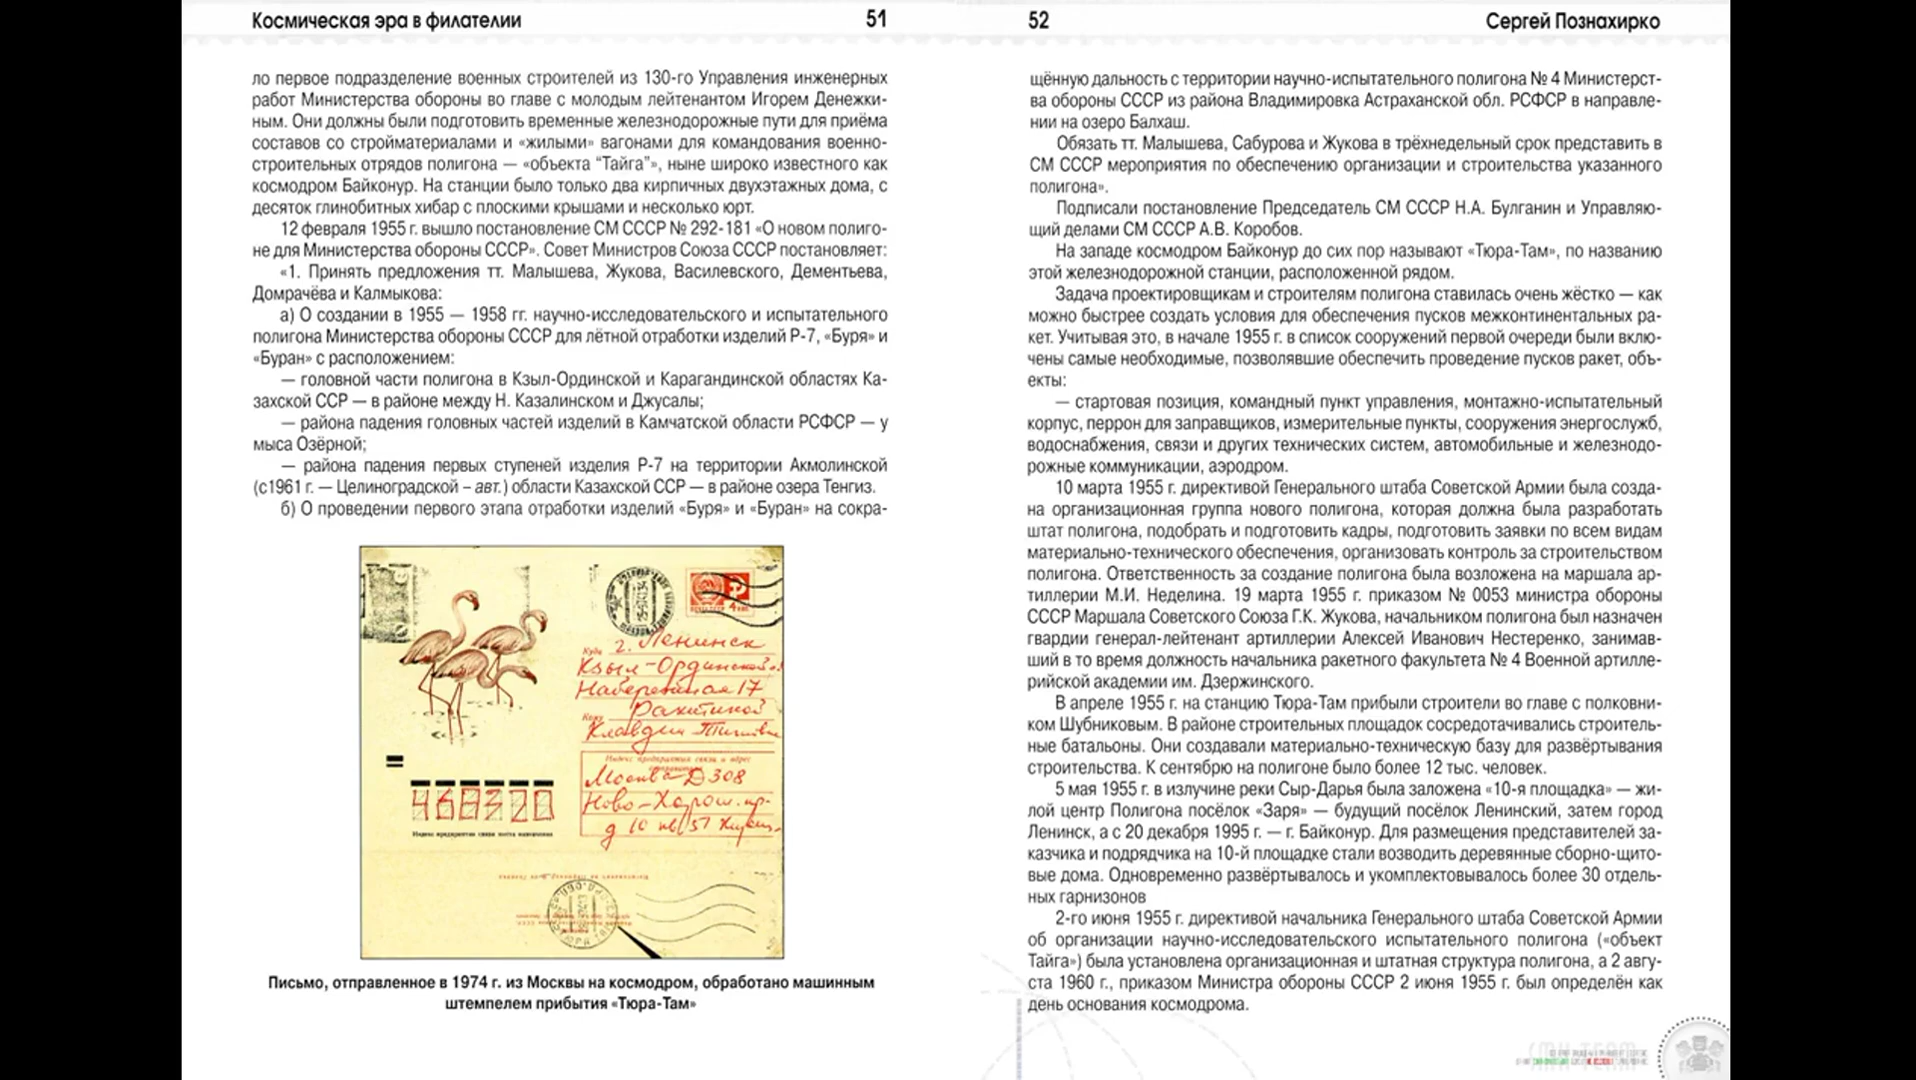 Космическая эра в филателии 51
ло первое подразделение военных строителей из 130-го Управления инженерных
работ Министерства обороны во главе с молодым лейтенантом Игорем Денежки-
ным. Они должны были подготовить временные железнодорожные пути для приёма
составов со стройматериалами и «жилыми» вагонами для командования военно-
строительных отрядов полигона — «объекта “Тайга”», ныне широко известного как
космодром Байконур. На станции было только два кирпичных двухэтажных дома, с
десяток глинобитных хибар с плоскими крышами и несколько юрт.
12 февраля 1955 г. вышло постановление СМ СССР № 292-181 «О новом полиго-
не для Министерства обороны СССР». Совет Министров Союза СССР постановляет:
«1. Принять предложения тт. Малышева, Жукова, Василевского, Дементьева,
Домрачёва и Калмыкова:
а) О создании в 1955 — 1958 гг. научно-исследовательского и испытательного
полигона Министерства обороны СССР для лётной отработки изделий Р-7, «Буря» и
«Буран» с расположением:
— головной части полигона в Кзыл-Ординской и Карагандинской областях Ка-
захской ССР — в районе между Н. Казалинском и Джусалы;
— района падения головных частей изделий в Камчатской области РСФСР — у
мыса Озёрной;
— района падения первых ступеней изделия Р-7 на территории Акмолинской
(с1961 г. — Целиноградской – авт.) области Казахской ССР — в районе озера Тенгиз.
б) О проведении первого этапа отработки изделий «Буря» и «Буран» на сокра-
4 коп
Куда г. Ленинск
Кзыл-Ординской
Набережная 17
Кому Ракитиной
Клавдии
Индекс предприятия связи и адрес
Москва Д 308
Ново-Хорош. пр-
д 10 кв 57
468320
Индекс предприятия связи места назначения
Письмо, отправленное в 1974 г. из Москвы на космодром, обработано машинным
штемпелем прибытия «Тюра-Там»
52 Сергей Познахирко
щённую дальность с территории научно-испытательного полигона № 4 Министерст-
ва обороны СССР из района Владимировка Астраханской обл. РСФСР в направле-
нии на озеро Балхаш.
Обязать тт. Малышева, Сабурова и Жукова в трёхнедельный срок представить в
СМ СССР мероприятия по обеспечению организации и строительства указанного
полигона».
Подписали постановление Председатель СМ СССР Н.А. Булганин и Управляю-
щий делами СМ СССР А.В. Коробов.
На западе космодром Байконур до сих пор называют «Тюра-Там», по названию
этой железнодорожной станции, расположенной рядом.
Задача проектировщикам и строителям полигона ставилась очень жёстко — как
можно быстрее создать условия для обеспечения пусков межконтинентальных ра-
кет. Учитывая это, в начале 1955 г. в список сооружений первой очереди были вклю-
чены самые необходимые, позволявшие обеспечить проведение пусков ракет, объ-
екты:
— стартовая позиция, командный пункт управления, монтажно-испытательный
корпус, перрон для заправщиков, измерительные пункты, сооружения энергослужб,
водоснабжения, связи и других технических систем, автомобильные и железнодо-
рожные коммуникации, аэродром.
10 марта 1955 г. директивой Генерального штаба Советской Армии была созда-
на организационная группа нового полигона, которая должна была разработать
штат полигона, подобрать и подготовить кадры, подготовить заявки по всем видам
материально-технического обеспечения, организовать контроль за строительством
полигона. Ответственность за создание полигона была возложена на маршала ар-
тиллерии М.И. Неделина. 19 марта 1955 г. приказом № 0053 министра обороны
СССР Маршала Советского Союза Г.К. Жукова, начальником полигона был назначен
гвардии генерал-лейтенант артиллерии Алексей Иванович Нестеренко, занимав-
ший в то время должность начальника ракетного факультета № 4 Военной артилле-
рийской академии им. Дзержинского.
В апреле 1955 г. на станцию Тюра-Там прибыли строители во главе с полковни-
ком Шубниковым. В районе строительных площадок сосредотачивались строитель-
ные батальоны. Они создавали материально-техническую базу для развёртывания
строительства. К сентябрю на полигоне было более 12 тыс. человек.
5 мая 1955 г. в излучине реки Сыр-Дарья была заложена «10-я площадка» — жи-
лой центр Полигона посёлок «Заря» — будущий посёлок Ленинский, затем город
Ленинск, а с 20 декабря 1995 г. — г. Байконур. Для размещения представителей за-
казчика и подрядчика на 10-й площадке стали возводить деревянные сборно-щито-
вые дома. Одновременно развёртывалось и укомплектовывалось более 30 отдель-
ных гарнизонов
2-го июня 1955 г. директивой начальника Генерального штаба Советской Армии
об организации научно-исследовательского испытательного полигона («объект
Тайга») была установлена организационная и штатная структура полигона, а 2 авгу-
ста 1960 г., приказом Министра обороны СССР 2 июня 1955 г. был определён как
день основания космодрома.